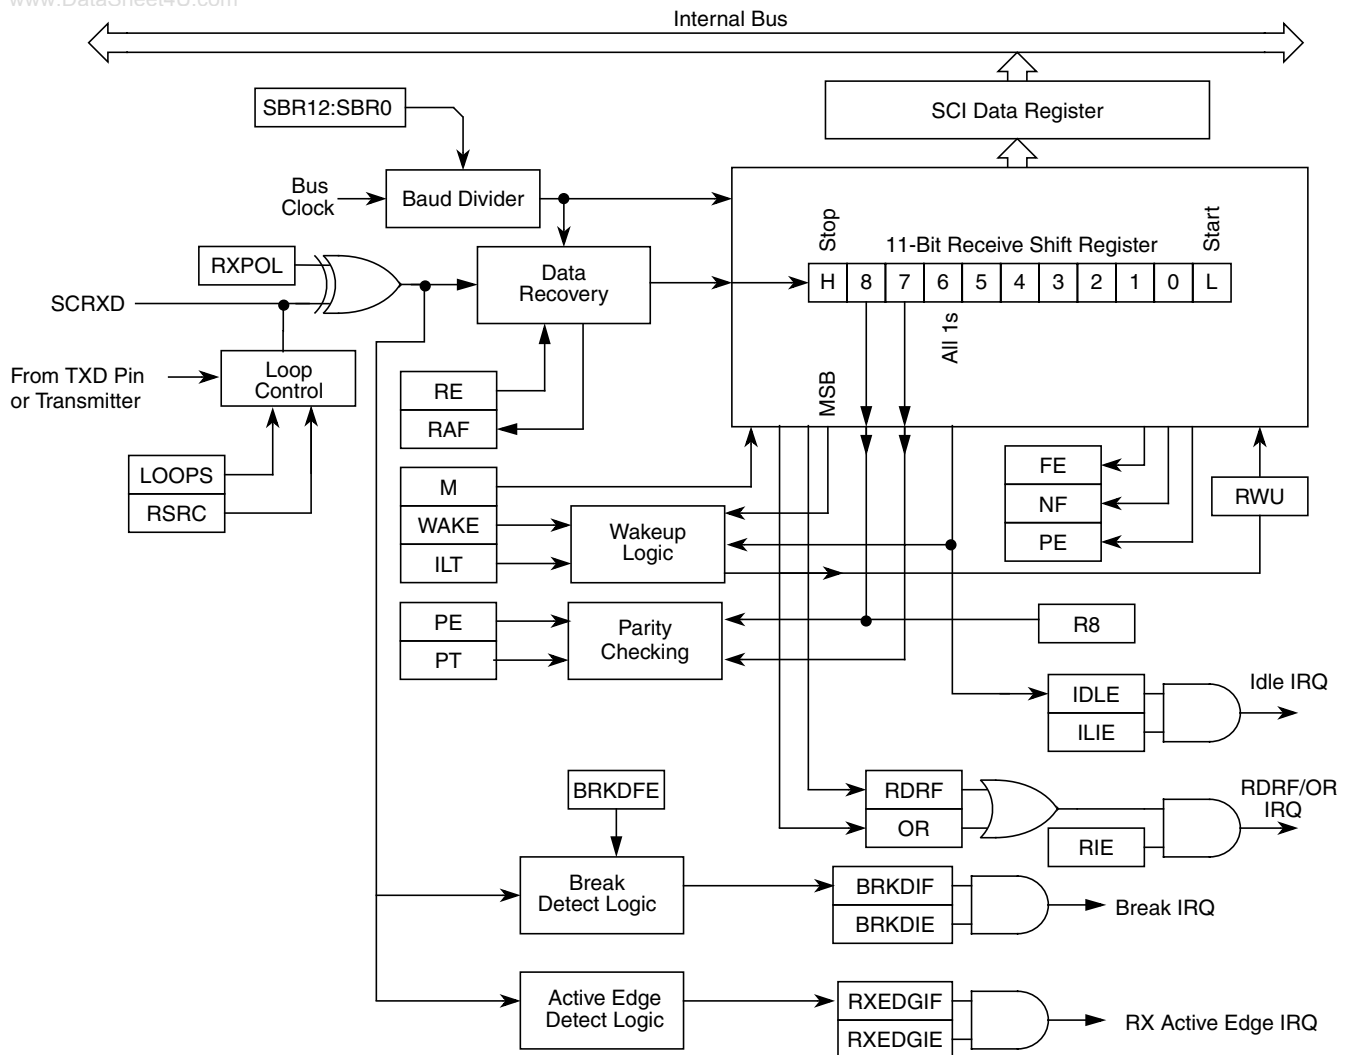 www.DataSheet4U.com
Internal Bus
SBR12:SBR0
SCI Data Register
Bus
Clock
Baud Divider
Stop
11-Bit Receive Shift Register
Start
RXPOL
Data
Recovery
H 8 7 6 5 4 3 2 1 0 L
SCRXD
All 1s
From TXD Pin
or Transmitter
Loop
Control
RE
RAF
MSB
LOOPS
RSRC
M
WAKE
ILT
Wakeup
Logic
FE
NF
PE
RWU
PE
PT
Parity
Checking
R8
IDLE
ILIE
Idle IRQ
BRKDFE
RDRF
OR
RIE
RDRF/OR
IRQ
Break
Detect Logic
BRKDIF
BRKDIE
Break IRQ
Active Edge
Detect Logic
RXEDGIF
RXEDGIE
RX Active Edge IRQ